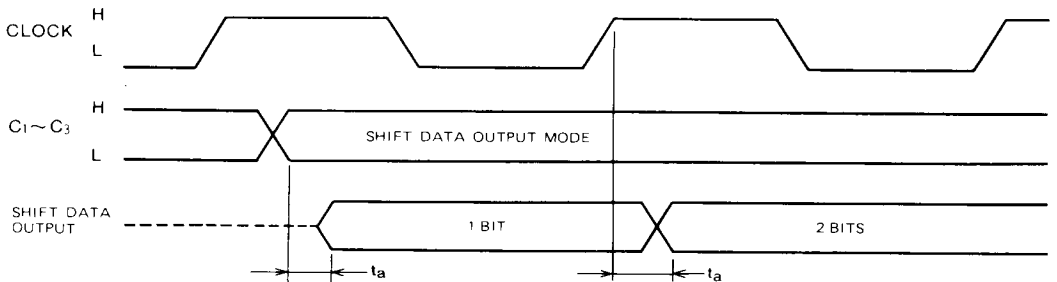 H
CLOCK
L
H
C₁~C₃
SHIFT DATA OUTPUT MODE
L
SHIFT DATA
OUTPUT
1 BIT
2 BITS
tₐ
tₐ